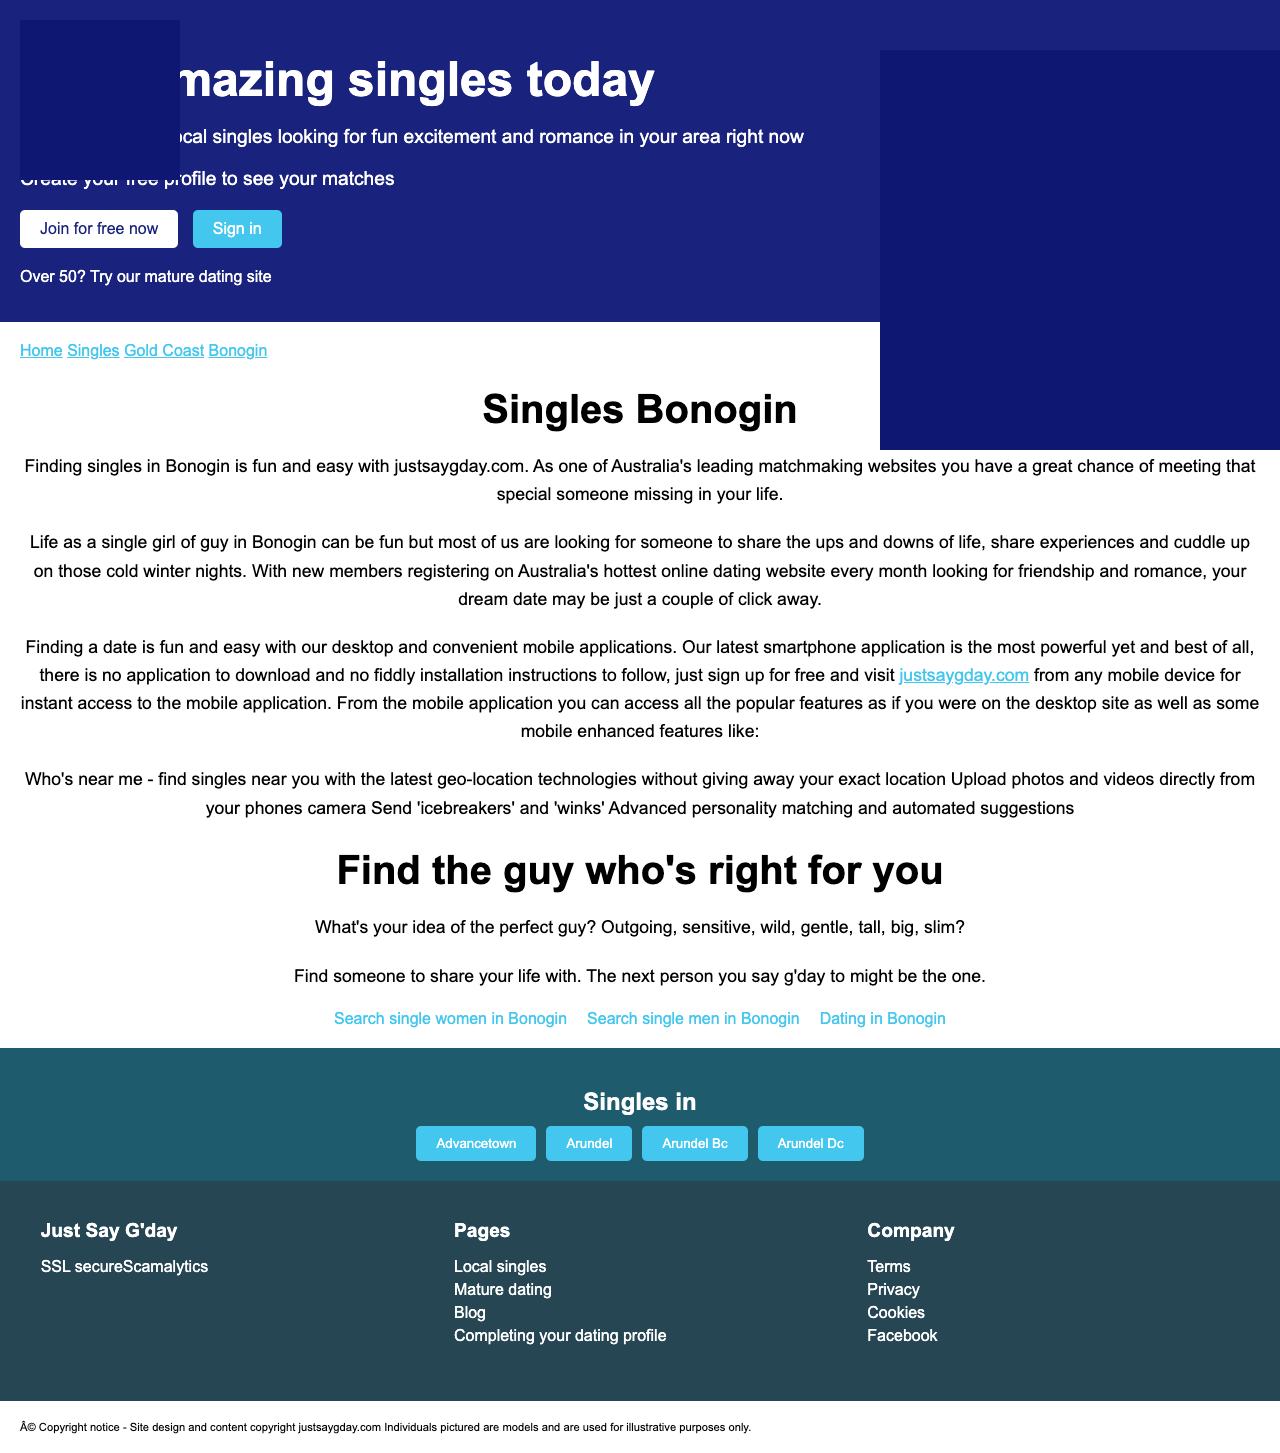 mazing singles today
ocal singles looking for fun excitement and romance in your area right now
Create your free profile to see your matches
Join for free now
Sign in
Over 50? Try our mature dating site
Home Singles Gold Coast Bonogin
Singles Bonogin
Finding singles in Bonogin is fun and easy with justsaygday.com. As one of Australia's leading matchmaking websites you have a great chance of meeting that
special someone missing in your life.
Life as a single girl of guy in Bonogin can be fun but most of us are looking for someone to share the ups and downs of life, share experiences and cuddle up
on those cold winter nights. With new members registering on Australia's hottest online dating website every month looking for friendship and romance, your
dream date may be just a couple of click away.
Finding a date is fun and easy with our desktop and convenient mobile applications. Our latest smartphone application is the most powerful yet and best of all,
there is no application to download and no fiddly installation instructions to follow, just sign up for free and visit justsaygday.com from any mobile device for
instant access to the mobile application. From the mobile application you can access all the popular features as if you were on the desktop site as well as some
mobile enhanced features like:
Who's near me - find singles near you with the latest geo-location technologies without giving away your exact location Upload photos and videos directly from
your phones camera Send 'icebreakers' and 'winks' Advanced personality matching and automated suggestions
Find the guy who's right for you
What's your idea of the perfect guy? Outgoing, sensitive, wild, gentle, tall, big, slim?
Find someone to share your life with. The next person you say g'day to might be the one.
Search single women in Bonogin
Search single men in Bonogin
Dating in Bonogin
Singles in
Advancetown
Arundel
Arundel Bc
Arundel Dc
Just Say G'day
SSL secureScamalytics
Pages
Local singles
Mature dating
Blog
Completing your dating profile
Company
Terms
Privacy
Cookies
Facebook
Â© Copyright notice - Site design and content copyright justsaygday.com Individuals pictured are models and are used for illustrative purposes only.